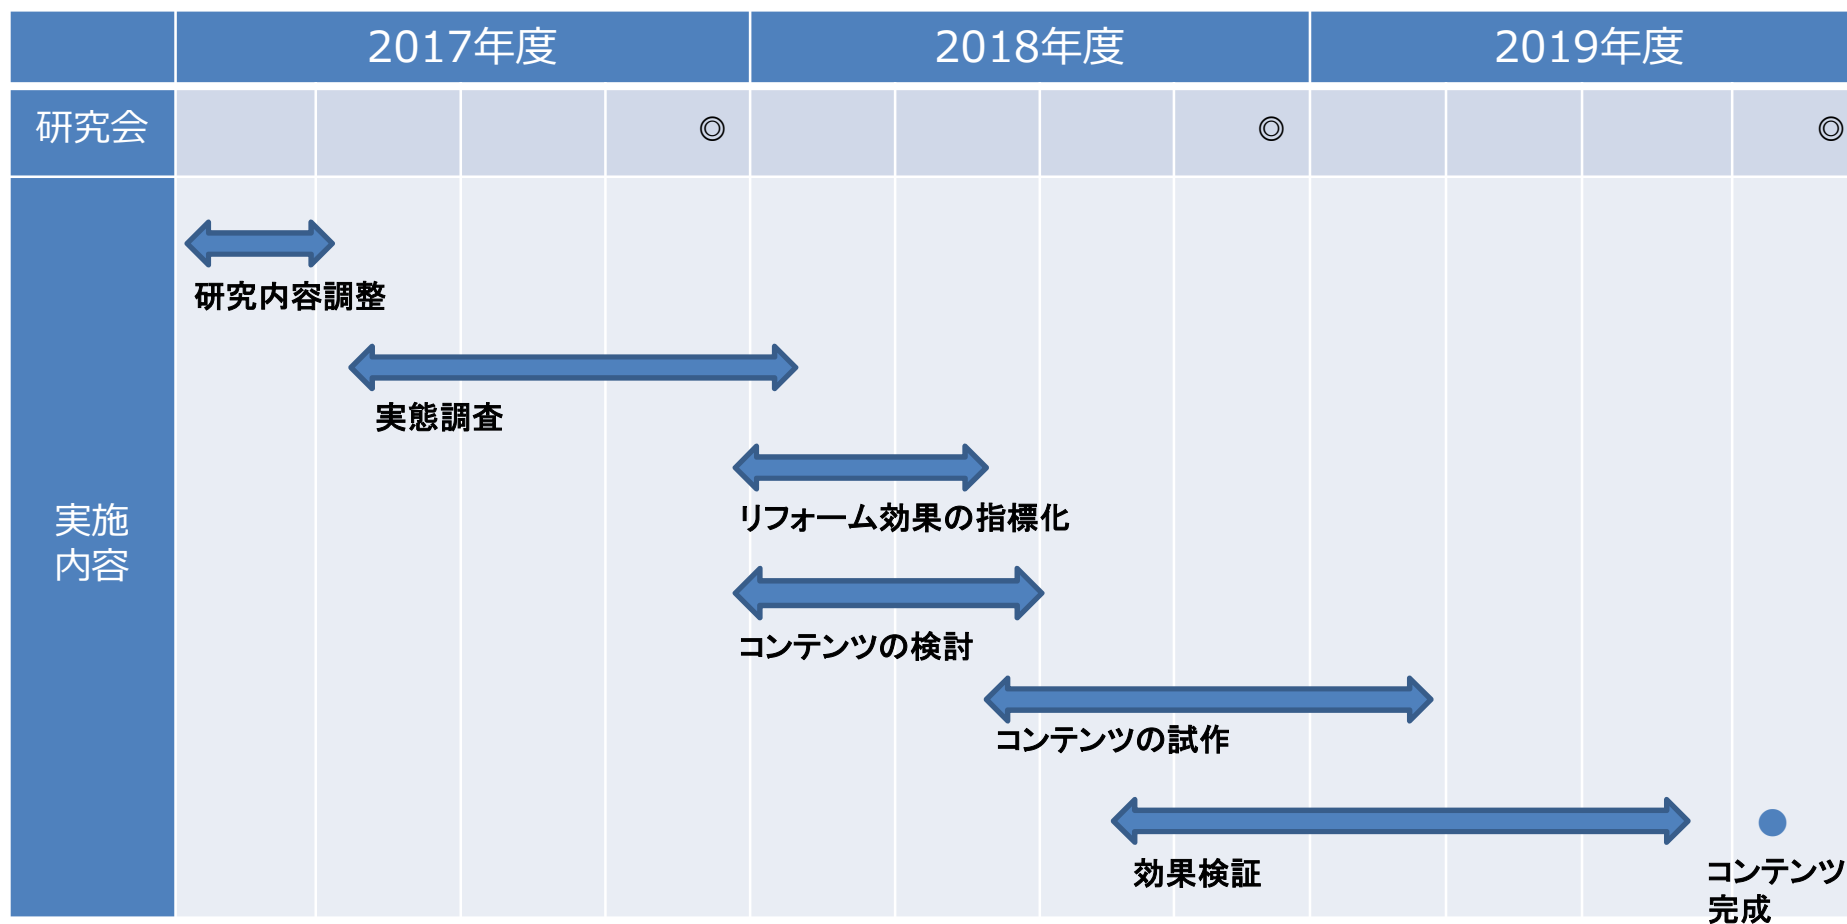 2017年度 2018年度 2019年度
研究会 ◎ ◎ ◎
研究内容調整
実態調査
リフォーム効果の指標化
実施
内容
コンテンツの検討
コンテンツの試作
効果検証
コンテンツ
完成